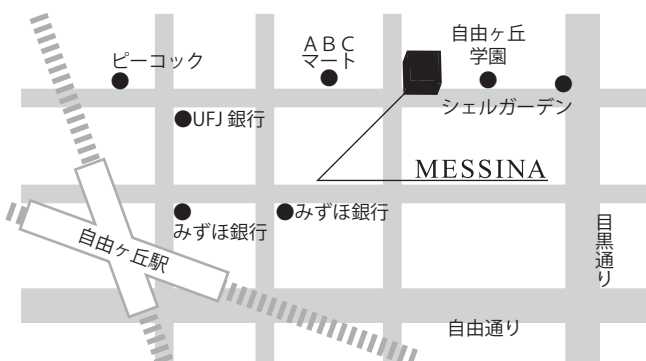 ピーコック
ABC
マート
自由ヶ丘
学園
シェルガーデン
UFJ 銀行
MESSINA
みずほ銀行
みずほ銀行
自由ヶ丘駅
目黒通り
自由通り